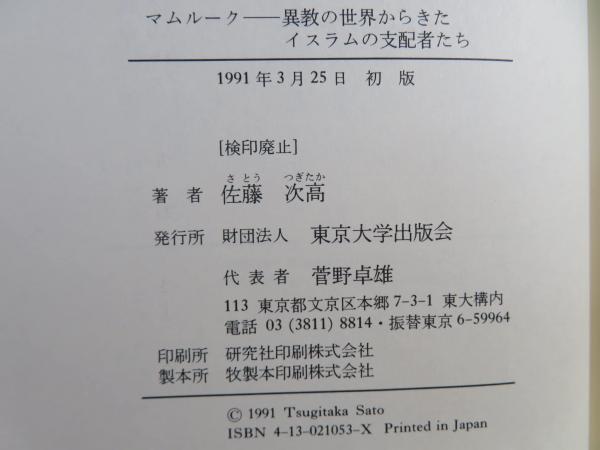 マムルーク――異教の世界からきた
イスラムの支配者たち
1991年3月25日 初 版
[検印廃止]
さ とう つぎたか
著 者 佐藤 次高
発行所 財団法人 東京大学出版会
代表者 菅野卓雄
113 東京都文京区本郷7-3-1 東大構内
電話 03 (3811) 8814・振替東京 6-59964
印刷所 研究社印刷株式会社
製本所 牧製本印刷株式会社
© 1991 Tsugitaka Sato
ISBN 4-13-021053-X Printed in Japan